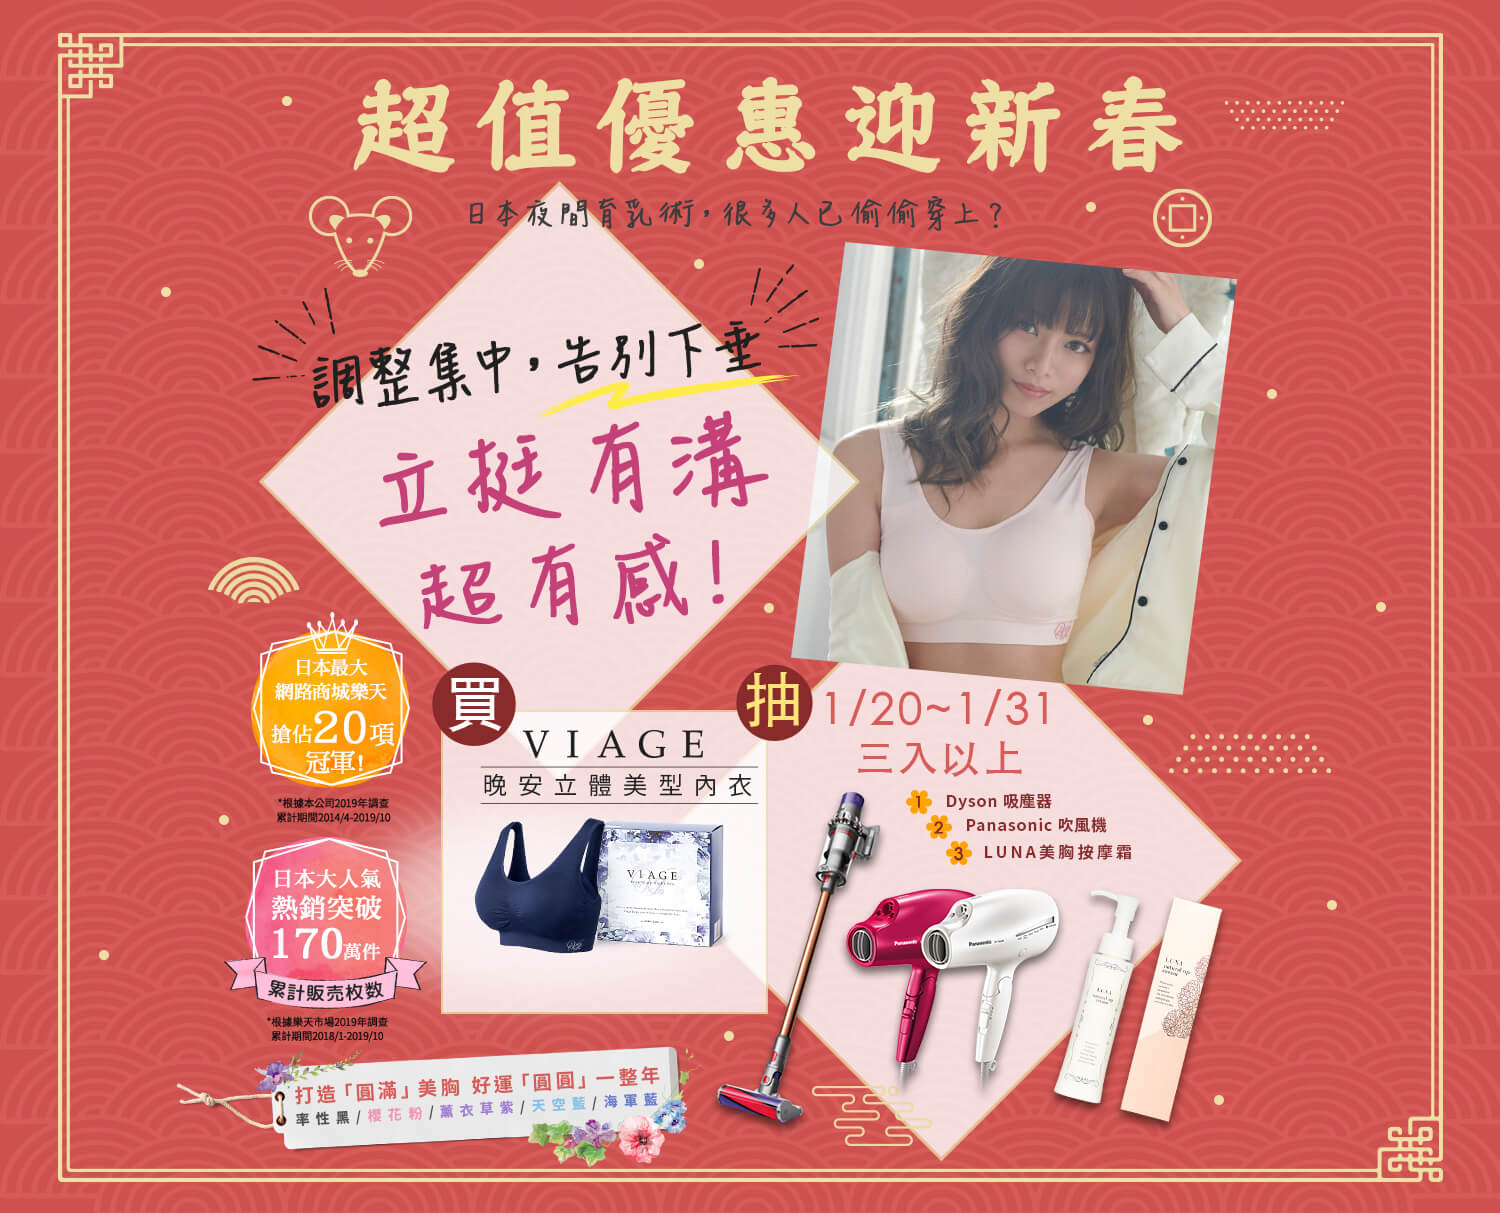 超值優惠迎新春
日本夜間育乳術，很多人已偷偷穿上？
調整集中，告別下垂
立挺有溝
超有感！
日本最大
網路商城樂天
搶佔20項
冠軍！
*根據本公司2019年調查
累計期間2014/4-2019/10
日本大人氣
熱銷突破
170萬件
累計販売枚数
*根據樂天市場2019年調查
累計期間2018/1-2019/10
買
VIAGE
晚安立體美型內衣
VIAGE
抽
1/20~1/31
三入以上
1 Dyson 吸塵器
2 Panasonic 吹風機
3 LUNA美胸按摩霜
Panasonic
Panasonic
LUNA
LUNA
natural up
cream
打造「圓滿」美胸 好運「圓圓」一整年
率性黑/櫻花粉/薰衣草紫/天空藍/海軍藍